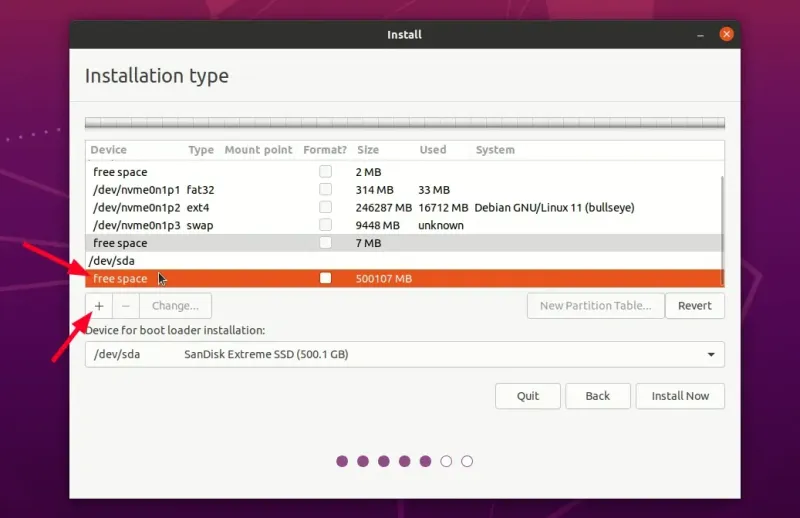 Install
Installation type
Device Type Mount point Format? Size Used System
free space 2 MB
/dev/nvme0n1p1 fat32 314 MB 33 MB
/dev/nvme0n1p2 ext4 246287 MB 16712 MB Debian GNU/Linux 11 (bullseye)
/dev/nvme0n1p3 swap 9448 MB unknown
free space 7 MB
/dev/sda
free space 500107 MB
+ − Change... New Partition Table... Revert
Device for boot loader installation:
/dev/sda SanDisk Extreme SSD (500.1 GB)
Quit Back Install Now